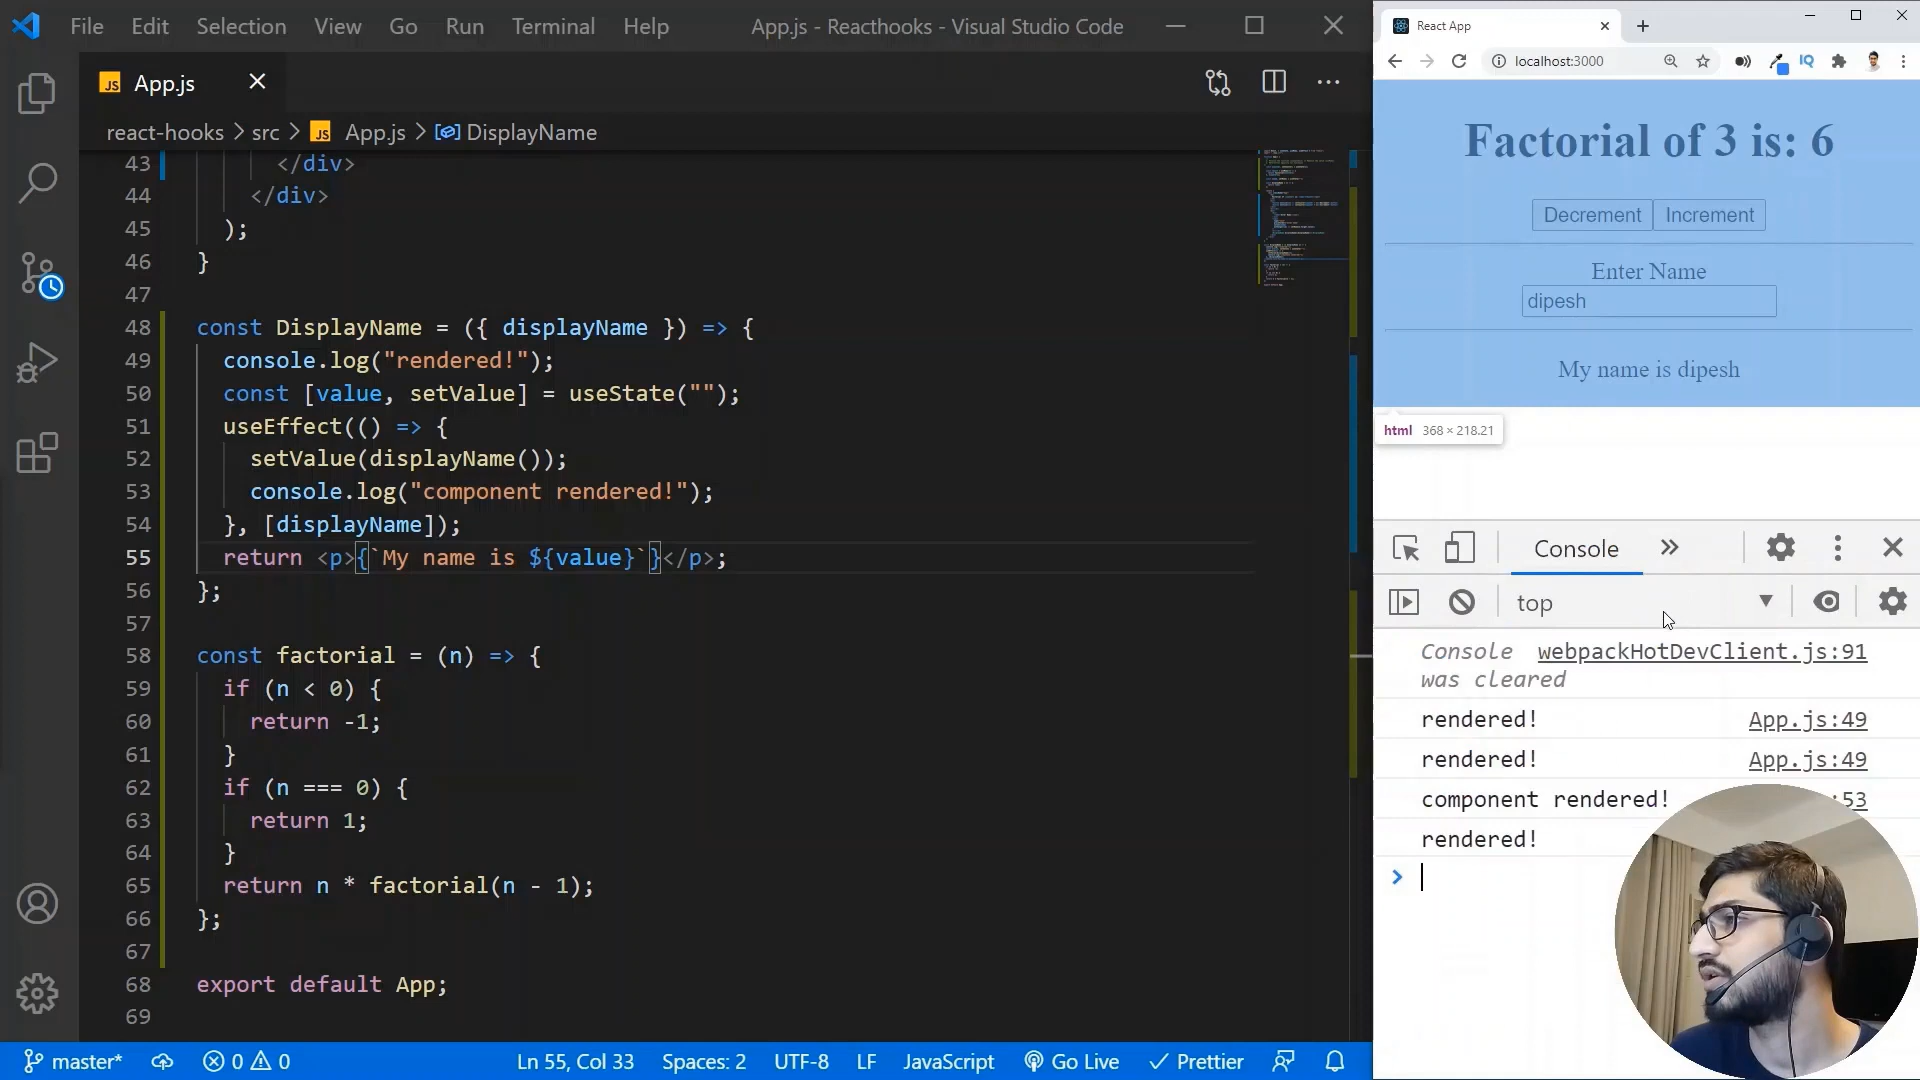 File Edit Selection View Go Run Terminal Help
App.js - Reacthooks - Visual Studio Code
JS App.js
react-hooks > src > JS App.js > DisplayName
43 </div>
44 </div>
45 );
46 }
47
48 const DisplayName = ({ displayName }) => {
49 console.log("rendered!");
50 const [value, setValue] = useState("");
51 useEffect(() => {
52 setValue(displayName());
53 console.log("component rendered!");
54 }, [displayName]);
55 return <p>{`My name is ${value}`}</p>;
56 };
57
58 const factorial = (n) => {
59 if (n < 0) {
60 return -1;
61 }
62 if (n === 0) {
63 return 1;
64 }
65 return n * factorial(n - 1);
66 };
67
68 export default App;
69
master* 0 0 Ln 55, Col 33 Spaces: 2 UTF-8 LF JavaScript Go Live Prettier
React App
localhost:3000
Factorial of 3 is: 6
Decrement Increment
Enter Name
dipesh
My name is dipesh
html 368 × 218.21
Console
top
Console was cleared webpackHotDevClient.js:91
rendered! App.js:49
rendered! App.js:49
component rendered! :53
rendered!